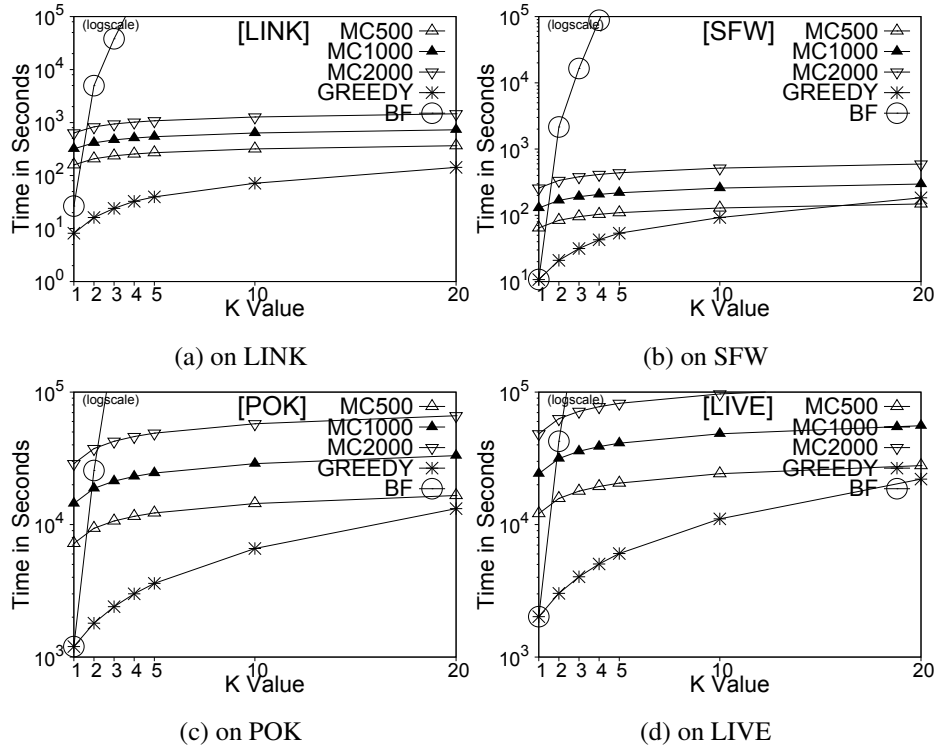 (logscale)
[LINK]
MC500
MC1000
MC2000
GREEDY
BF
Time in Seconds
10^5
10^4
10^3
10^2
10^1
10^0
1 2 3 4 5 10 20
K Value
(a) on LINK
(logscale)
[SFW]
MC500
MC1000
MC2000
GREEDY
BF
Time in Seconds
10^5
10^4
10^3
10^2
10^1
1 2 3 4 5 10 20
K Value
(b) on SFW
(logscale)
[POK]
MC500
MC1000
MC2000
GREEDY
BF
Time in Seconds
10^5
10^4
10^3
1 2 3 4 5 10 20
K Value
(c) on POK
(logscale)
[LIVE]
MC500
MC1000
MC2000
GREEDY
BF
Time in Seconds
10^5
10^4
10^3
1 2 3 4 5 10 20
K Value
(d) on LIVE